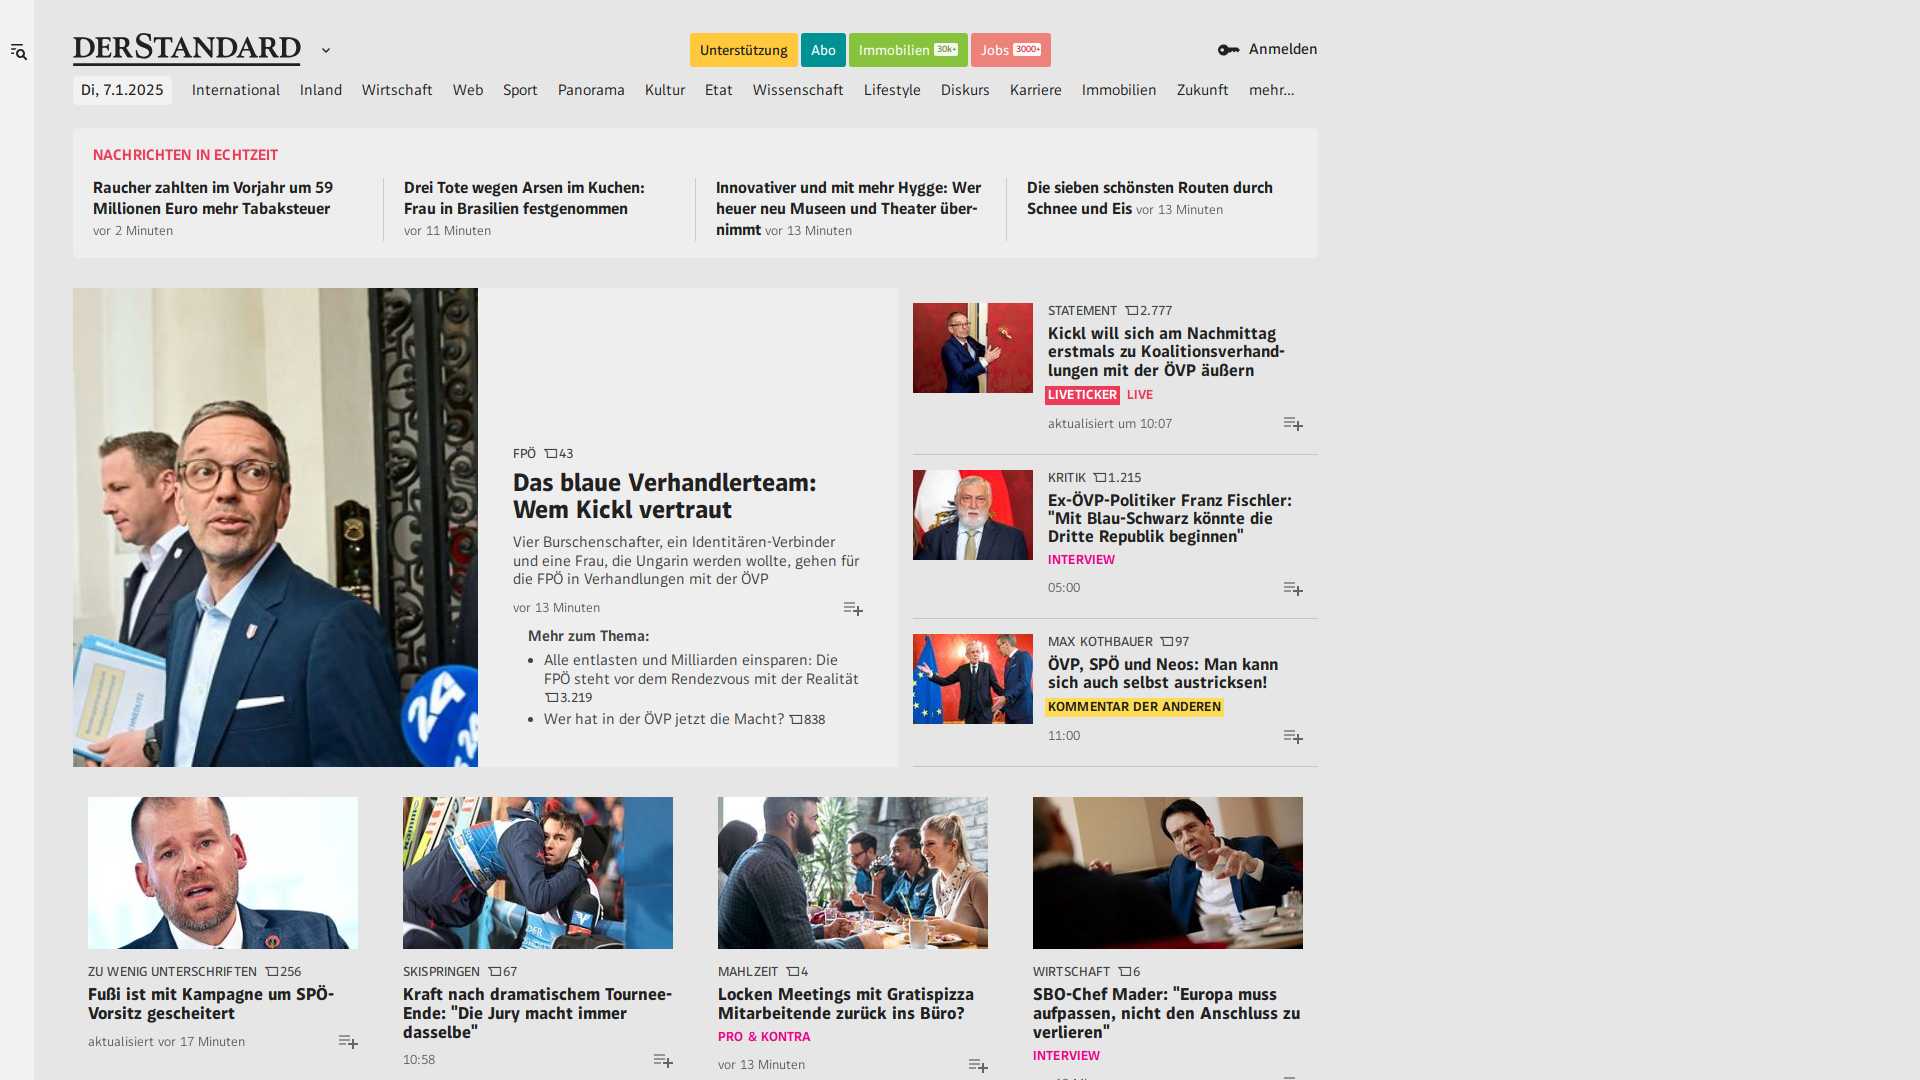 DERSTANDARD
Unterstützung
Abo
Immobilien 30k+
Jobs 3000+
Anmelden
Di, 7.1.2025
International
Inland
Wirtschaft
Web
Sport
Panorama
Kultur
Etat
Wissenschaft
Lifestyle
Diskurs
Karriere
Immobilien
Zukunft
mehr...
NACHRICHTEN IN ECHTZEIT
Raucher zahlten im Vorjahr um 59
Millionen Euro mehr Tabaksteuer
vor 2 Minuten
Drei Tote wegen Arsen im Kuchen:
Frau in Brasilien festgenommen
vor 11 Minuten
Innovativer und mit mehr Hygge: Wer
heuer neu Museen und Theater über-
nimmt vor 13 Minuten
Die sieben schönsten Routen durch
Schnee und Eis vor 13 Minuten
FPÖ 43
Das blaue Verhandlerteam:
Wem Kickl vertraut
Vier Burschenschafter, ein Identitären-Verbinder
und eine Frau, die Ungarin werden wollte, gehen für
die FPÖ in Verhandlungen mit der ÖVP
vor 13 Minuten
Mehr zum Thema:
Alle entlasten und Milliarden einsparen: Die
FPÖ steht vor dem Rendezvous mit der Realität
3.219
Wer hat in der ÖVP jetzt die Macht? 838
24
STATEMENT 2.777
Kickl will sich am Nachmittag
erstmals zu Koalitionsverhand-
lungen mit der ÖVP äußern
LIVETICKER LIVE
aktualisiert um 10:07
KRITIK 1.215
Ex-ÖVP-Politiker Franz Fischler:
"Mit Blau-Schwarz könnte die
Dritte Republik beginnen"
INTERVIEW
05:00
MAX KOTHBAUER 97
ÖVP, SPÖ und Neos: Man kann
sich auch selbst austricksen!
KOMMENTAR DER ANDEREN
11:00
ZU WENIG UNTERSCHRIFTEN 256
Fußi ist mit Kampagne um SPÖ-
Vorsitz gescheitert
aktualisiert vor 17 Minuten
SKISPRINGEN 67
Kraft nach dramatischem Tournee-
Ende: "Die Jury macht immer
dasselbe"
10:58
MAHLZEIT 4
Locken Meetings mit Gratispizza
Mitarbeitende zurück ins Büro?
PRO & KONTRA
vor 13 Minuten
WIRTSCHAFT 6
SBO-Chef Mader: "Europa muss
aufpassen, nicht den Anschluss zu
verlieren"
INTERVIEW